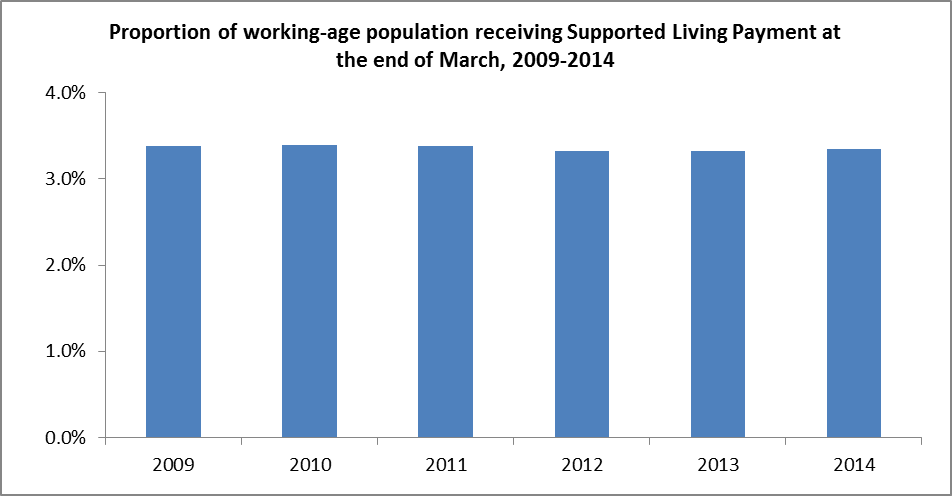 Proportion of working-age population receiving Supported Living Payment at
the end of March, 2009-2014
4.0%
3.0%
2.0%
1.0%
0.0%
2009 2010 2011 2012 2013 2014